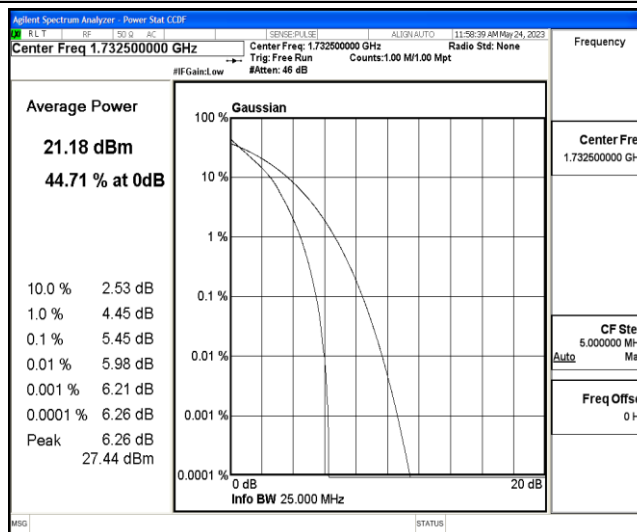 Agilent Spectrum Analyzer - Power Stat CCDF
RLT RF 50 Ω AC SENSE:PULSE ALIGN AUTO 11:58:39 AM May 24, 2023
Center Freq 1.732500000 GHz
Center Freq: 1.732500000 GHz Radio Std: None
Trig: Free Run Counts:1.00 M/1.00 Mpt
#IFGain:Low #Atten: 46 dB
Frequency
Average Power
21.18 dBm
44.71 % at 0dB
10.0 % 2.53 dB
1.0 % 4.45 dB
0.1 % 5.45 dB
0.01 % 5.98 dB
0.001 % 6.21 dB
0.0001 % 6.26 dB
Peak 6.26 dB
27.44 dBm
Gaussian
100 %
10 %
1 %
0.1 %
0.01 %
0.001 %
0.0001 %
0 dB 20 dB
Info BW 25.000 MHz
Center Fre
1.732500000 GH
CF Ste
5.000000 MH
Auto Ma
Freq Offse
0 H
MSG STATUS